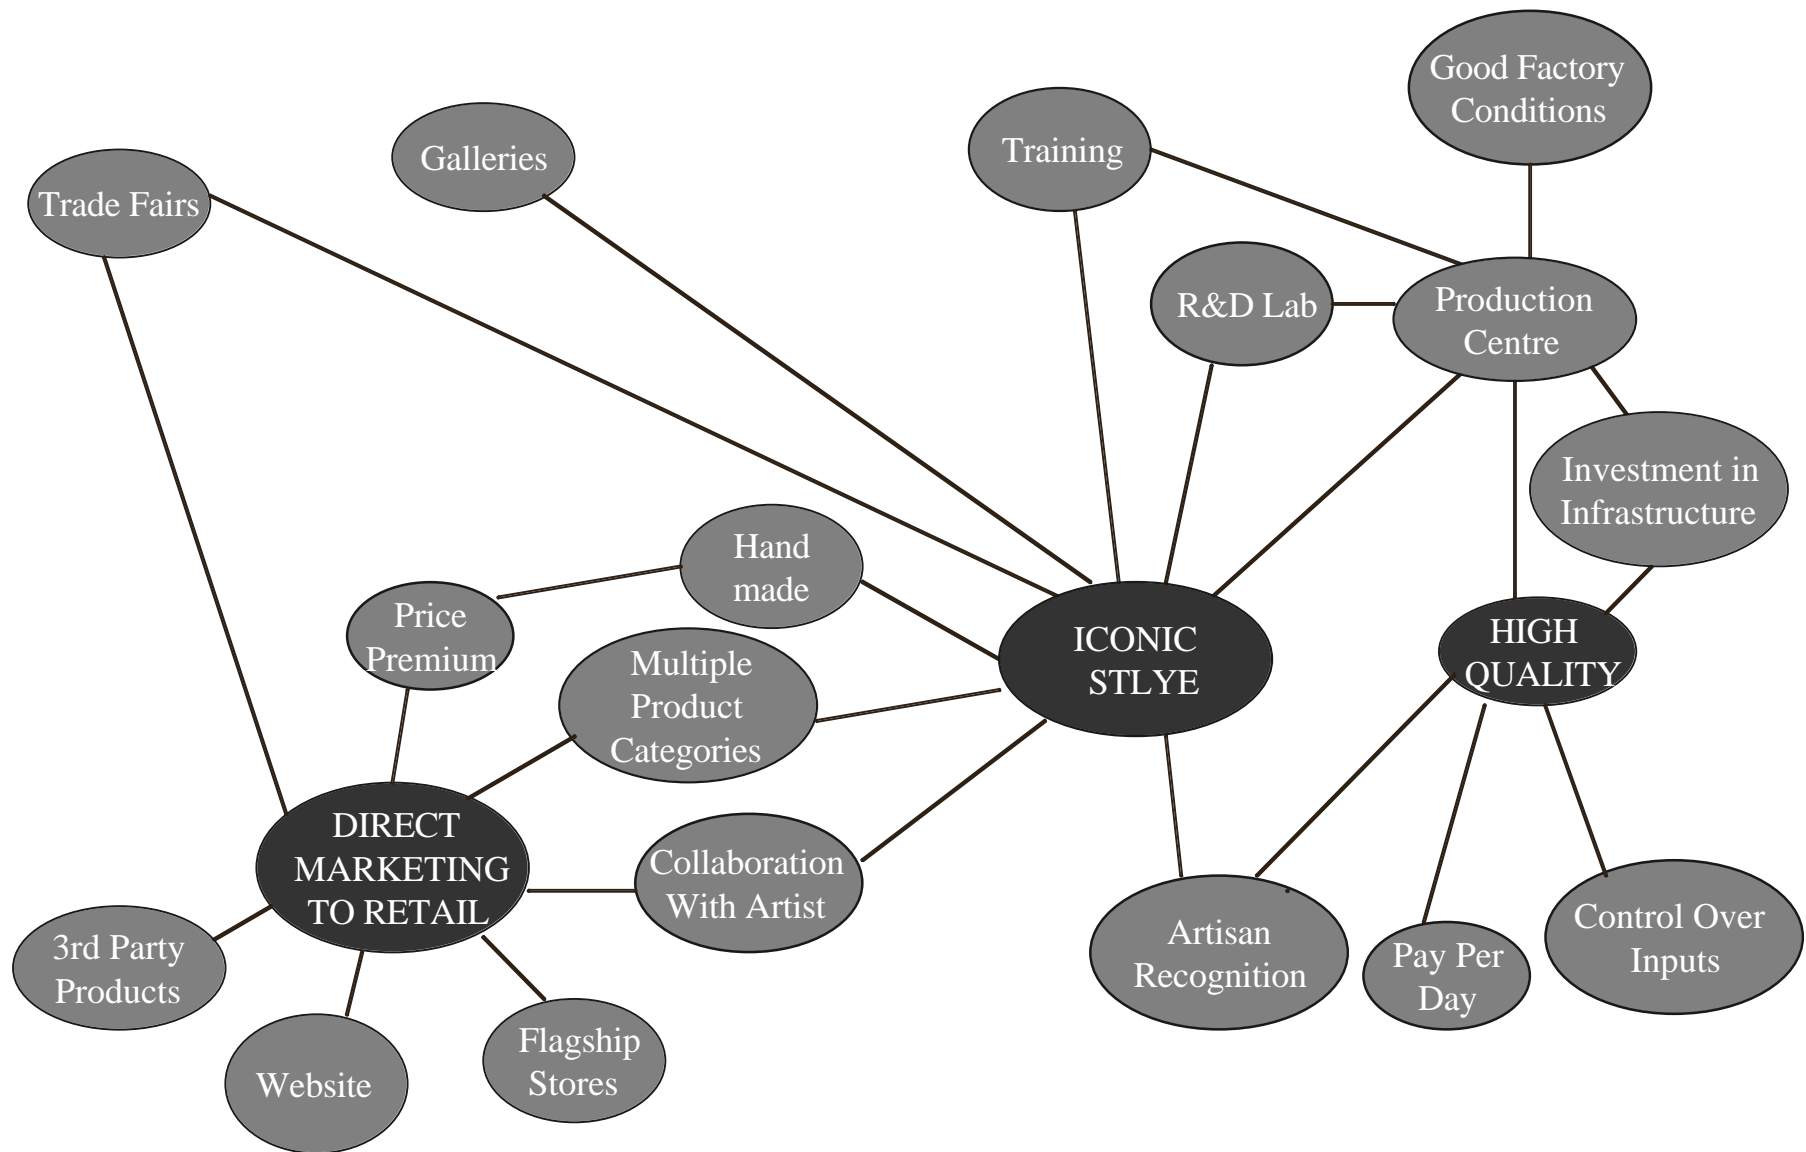 Good Factory
Conditions
Training
Galleries
Trade Fairs
R&D Lab
Production
Centre
Investment in
Infrastructure
Hand
made
Price
Premium
Multiple
Product
Categories
ICONIC
STLYE
HIGH
QUALITY
DIRECT
MARKETING
TO RETAIL
Collaboration
With Artist
Artisan
Recognition
Pay Per
Day
Control Over
Inputs
3rd Party
Products
Website
Flagship
Stores